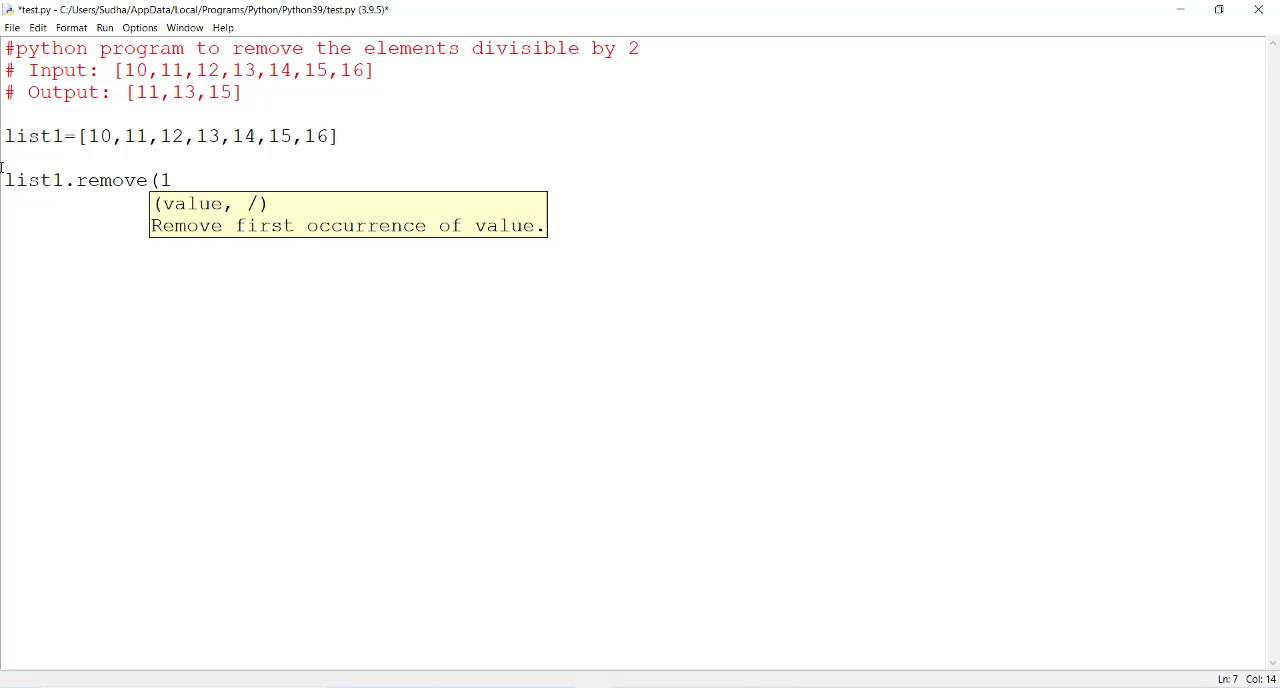 *test.py - C:/Users/Sudha/AppData/Local/Programs/Python/Python39/test.py (3.9.5)*
File Edit Format Run Options Window Help
#python program to remove the elements divisible by 2
# Input: [10,11,12,13,14,15,16]
# Output: [11,13,15]
list1=[10,11,12,13,14,15,16]
list1.remove(1
(value, /)
Remove first occurrence of value.
Ln: 7 Col: 14